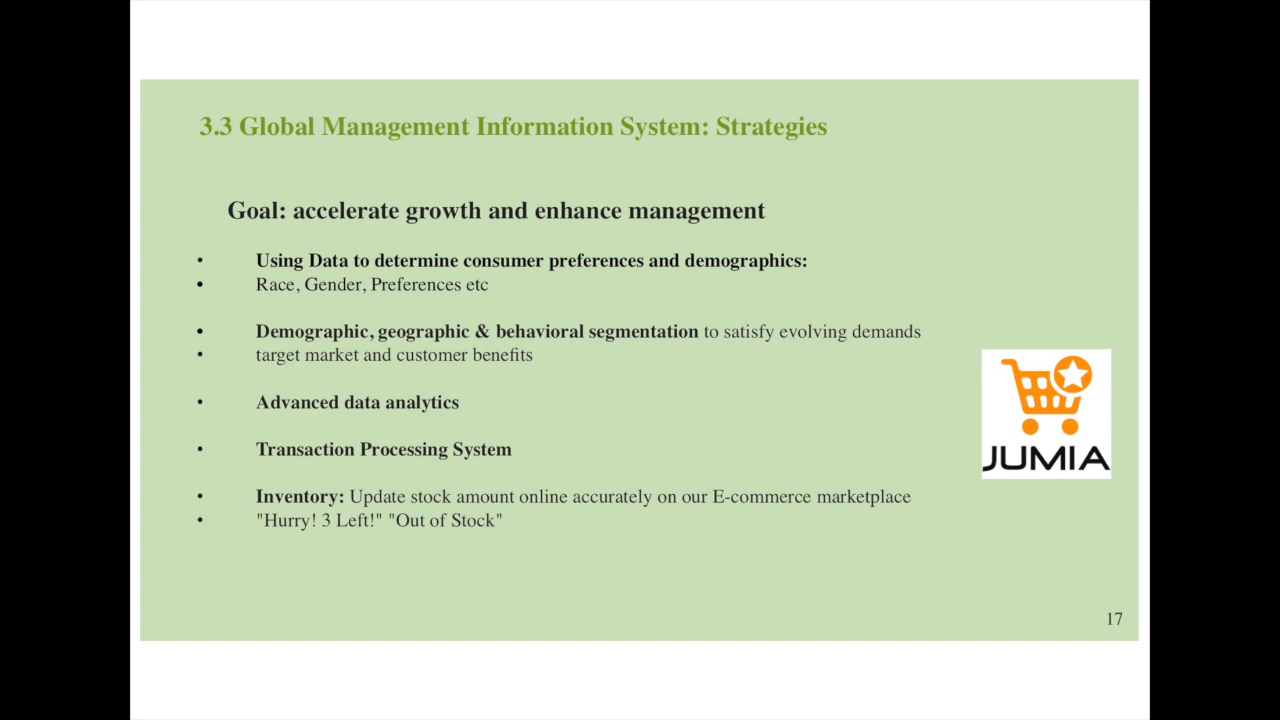 3.3 Global Management Information System: Strategies
Goal: accelerate growth and enhance management
• Using Data to determine consumer preferences and demographics:
• Race, Gender, Preferences etc
• Demographic, geographic & behavioral segmentation to satisfy evolving demands
• target market and customer benefits
• Advanced data analytics
• Transaction Processing System
• Inventory: Update stock amount online accurately on our E-commerce marketplace
• "Hurry! 3 Left!" "Out of Stock"
JUMIA
17